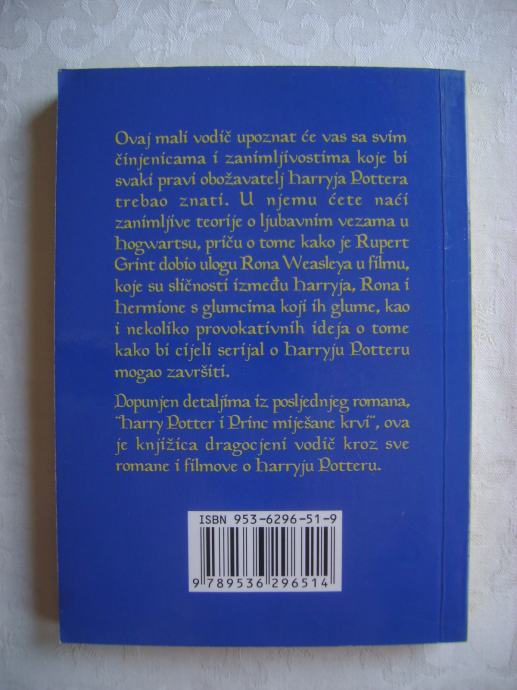 Ovaj mali vodič upoznat će vas sa svim
činjenicama i zanimljivostima koje bi
svaki pravi obožavatelj Harryja Pottera
trebao znati. U njemu ćete naći
zanimljive teorije o ljubavnim vezama u
Hogwartsu, priču o tome kako je Rupert
Grint dobio ulogu Rona Weasleya u filmu,
koje su sličnosti između Harryja, Rona i
Hermione s glumcima koji ih glume, kao
i nekoliko provokativnih ideja o tome
kako bi cijeli serijal o Harryju Potteru
mogao završiti.
Dopunjen detaljima iz posljednjeg romana,
"Harry Potter i Princ miješane krvi", ova
je knjižica dragocjeni vodič kroz sve
romane i filmove o Harryju Potteru.
ISBN 953-6296-51-9
9 789536 296514